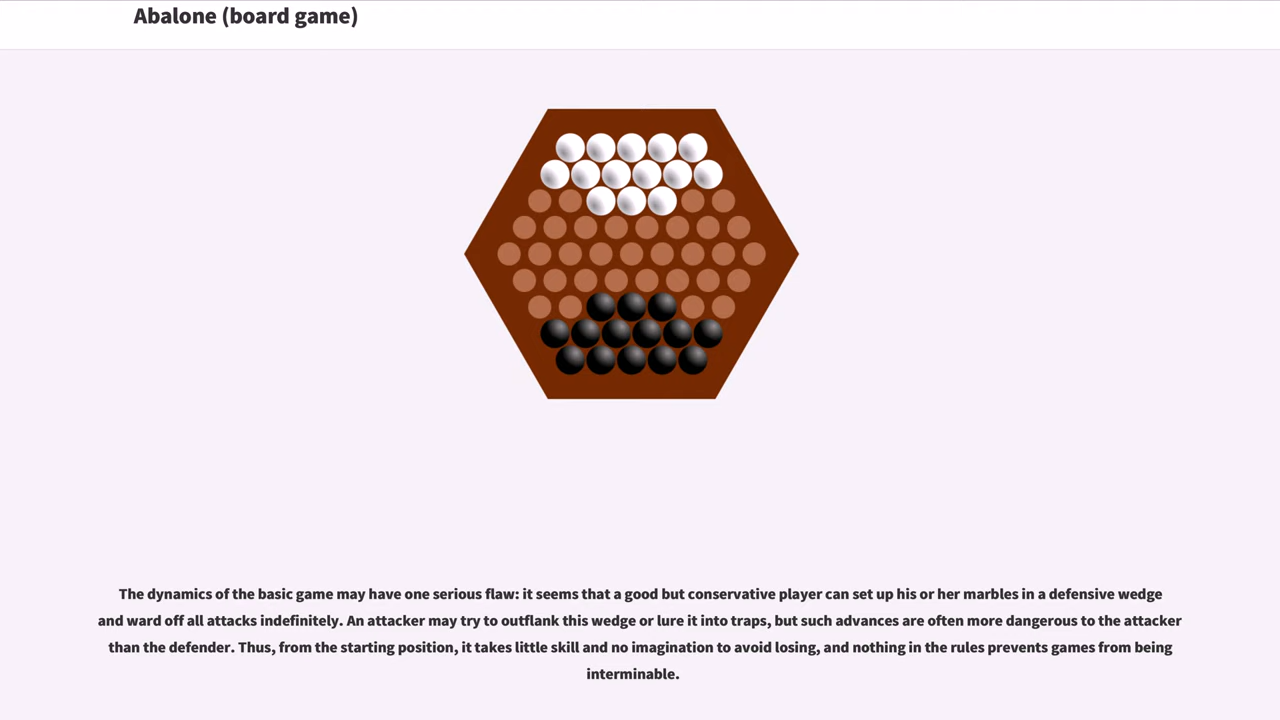 Abalone (board game)
The dynamics of the basic game may have one serious flaw: it seems that a good but conservative player can set up his or her marbles in a defensive wedge
and ward off all attacks indefinitely. An attacker may try to outflank this wedge or lure it into traps, but such advances are often more dangerous to the attacker
than the defender. Thus, from the starting position, it takes little skill and no imagination to avoid losing, and nothing in the rules prevents games from being
interminable.